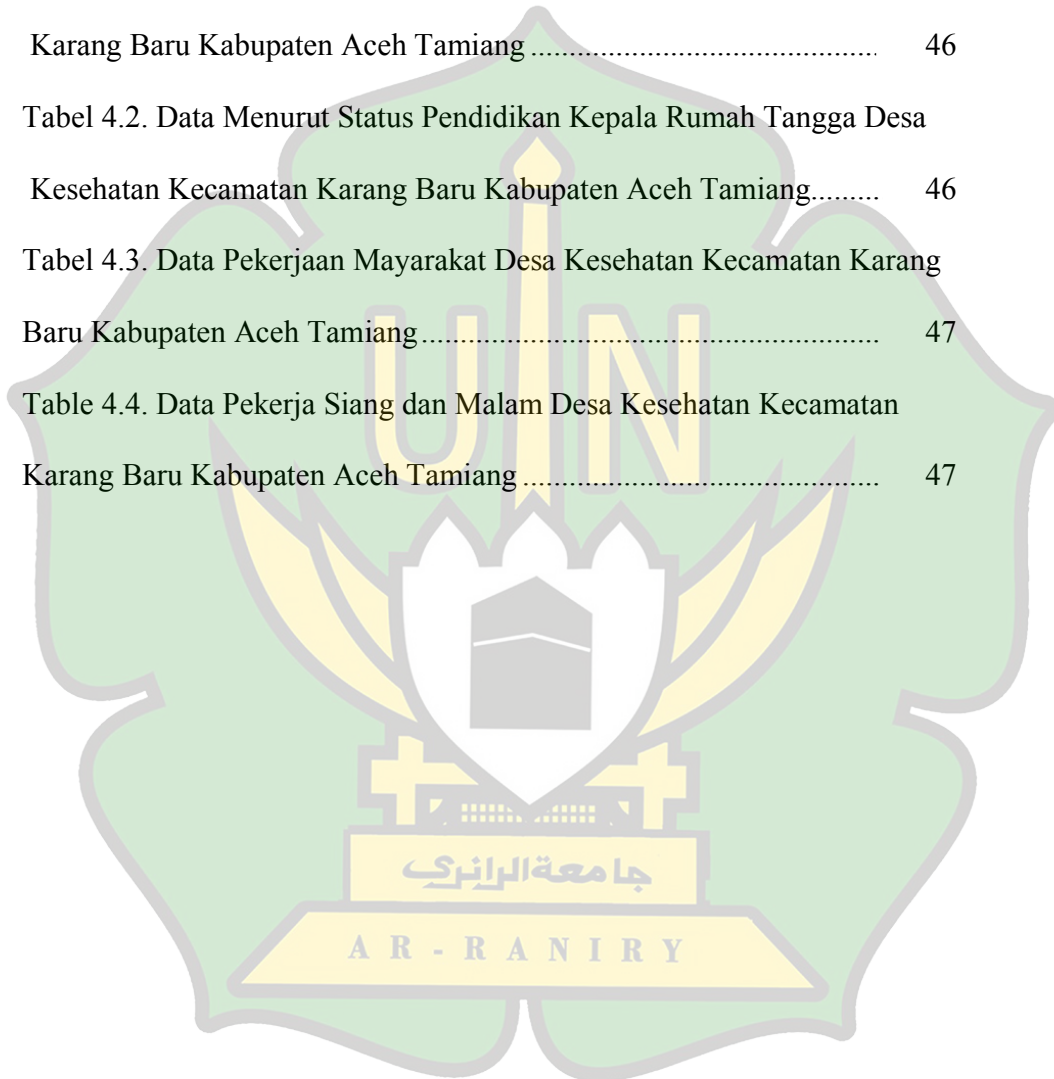 Karang Baru Kabupaten Aceh Tamiang ............................................ 46
Tabel 4.2. Data Menurut Status Pendidikan Kepala Rumah Tangga Desa
Kesehatan Kecamatan Karang Baru Kabupaten Aceh Tamiang......... 46
Tabel 4.3. Data Pekerjaan Mayarakat Desa Kesehatan Kecamatan Karang
Baru Kabupaten Aceh Tamiang .......................................................... 47
Table 4.4. Data Pekerja Siang dan Malam Desa Kesehatan Kecamatan
Karang Baru Kabupaten Aceh Tamiang ............................................. 47
UIN
جامعةالرانري
AR-RANIRY